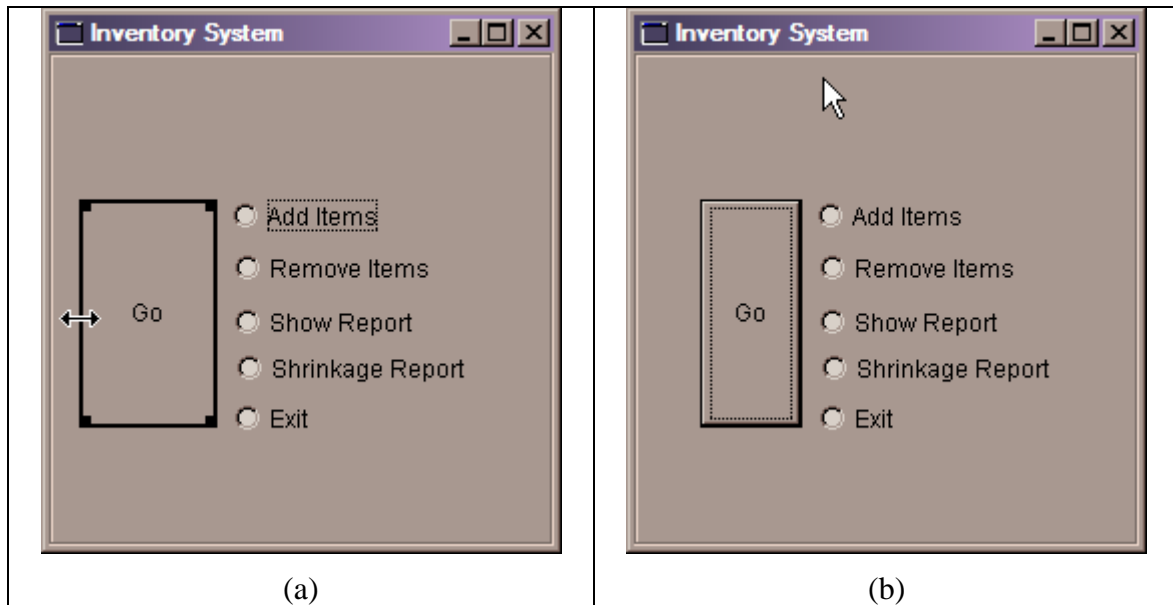 Inventory System
Add Items
Remove Items
Go
Show Report
Shrinkage Report
Exit
(a)
Inventory System
Add Items
Remove Items
Go
Show Report
Shrinkage Report
Exit
(b)